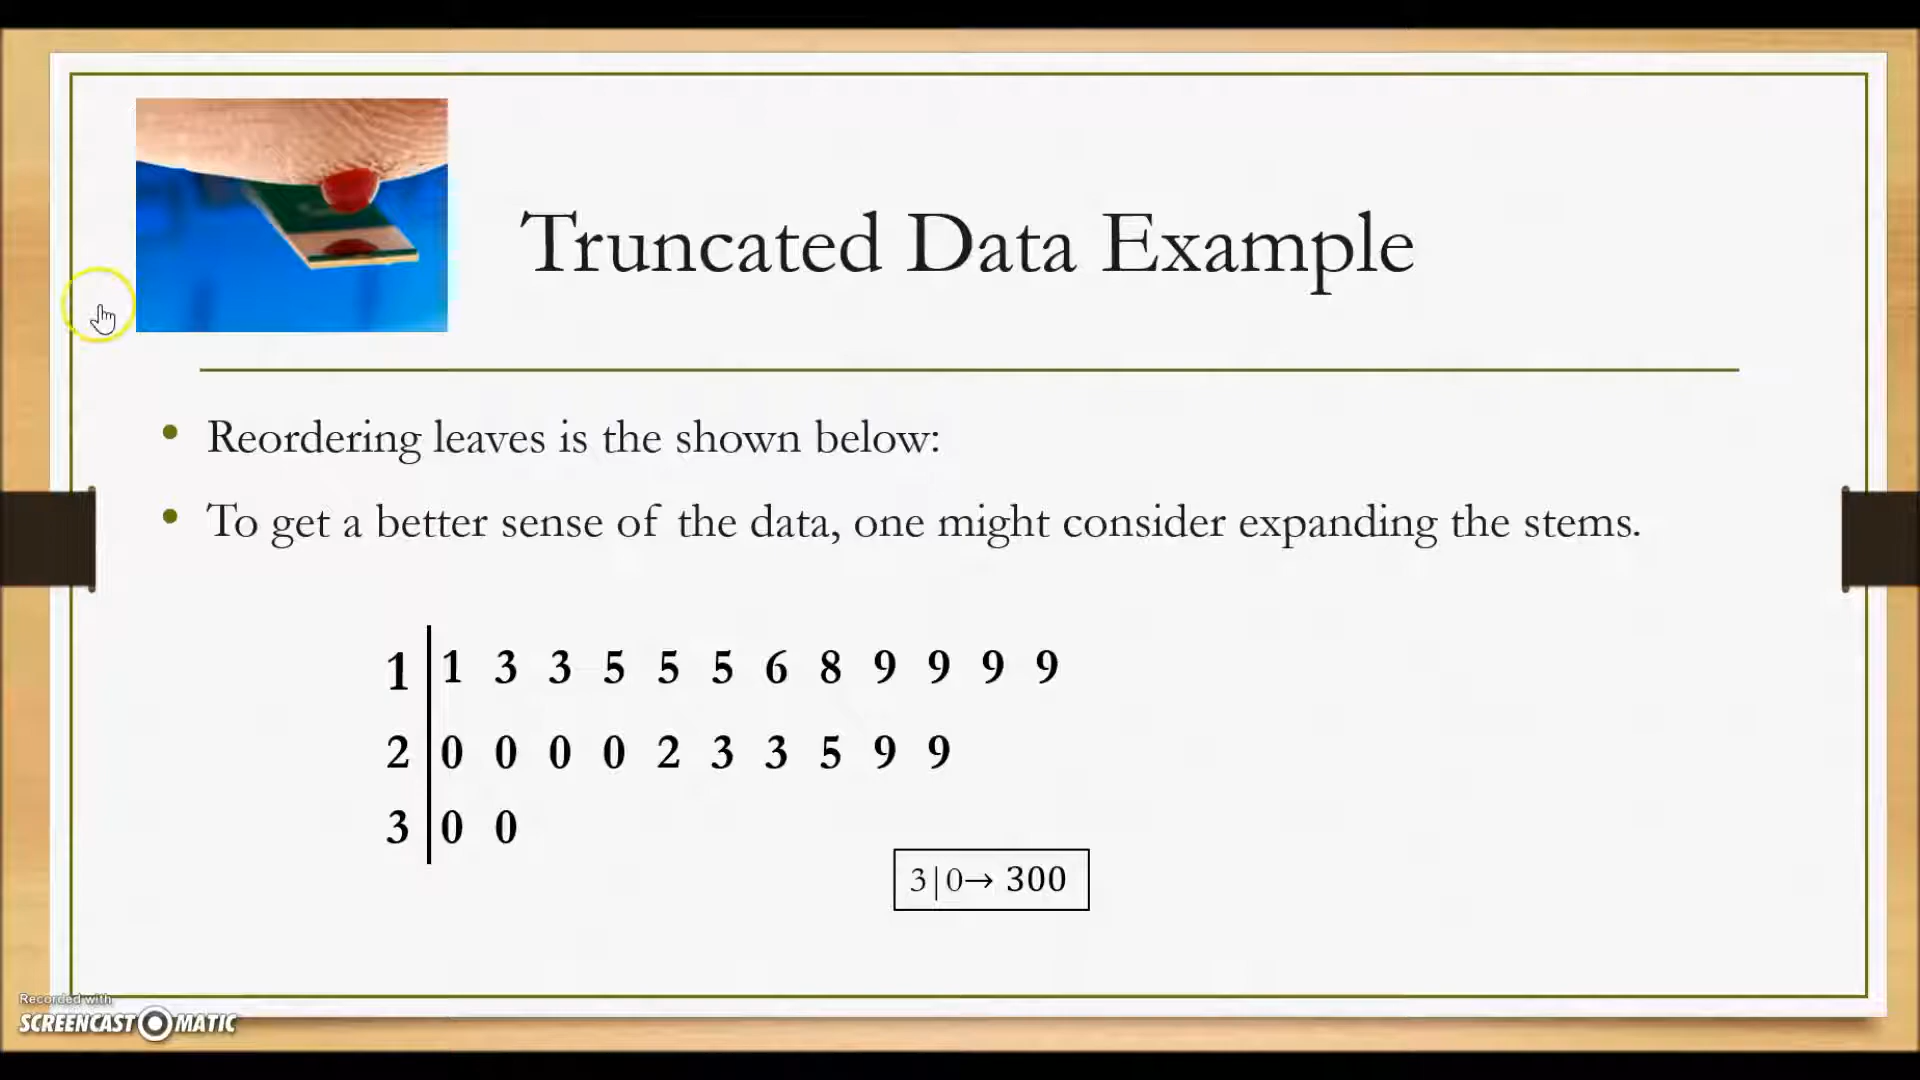 Truncated Data Example
• Reordering leaves is the shown below:
• To get a better sense of the data, one might consider expanding the stems.
1 | 1 3 3 5 5 5 6 8 9 9 9 9
2 | 0 0 0 0 2 3 3 5 9 9
3 | 0 0
3|0→ 300
Recorded with
SCREENCAST MATIC